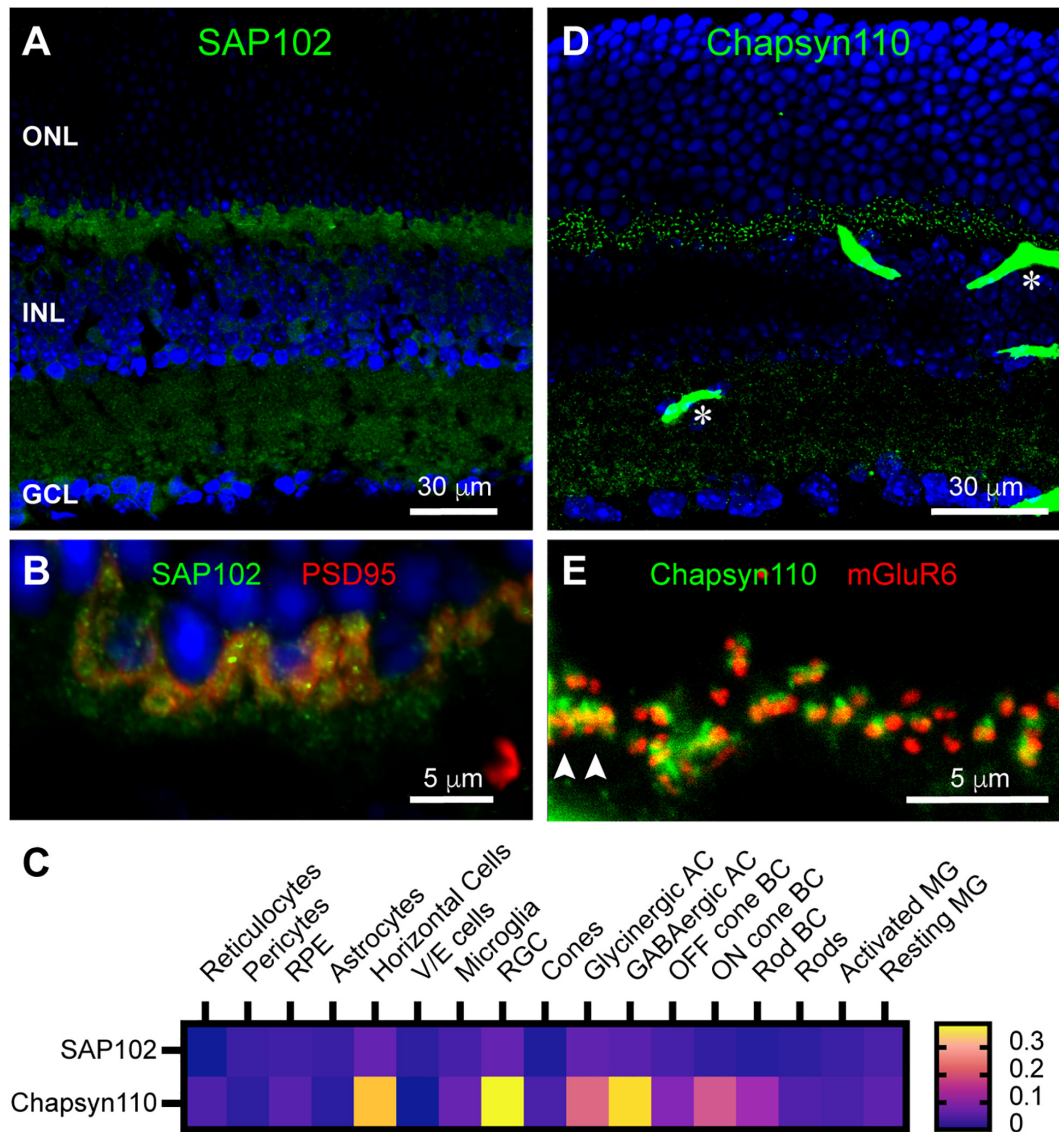 A
SAP102
ONL
INL
GCL
30 μm
D
Chapsyn110
*
*
30 μm
B
SAP102 PSD95
5 μm
E
Chapsyn110 mGluR6
5 μm
C
Reticulocytes
Pericytes
RPE
Astrocytes
Horizontal Cells
V/E cells
Microglia
RGC
Cones
Glycinergic AC
GABAergic AC
OFF cone BC
ON cone BC
Rod BC
Rods
Activated MG
Resting MG
SAP102
Chapsyn110
0.3
0.2
0.1
0